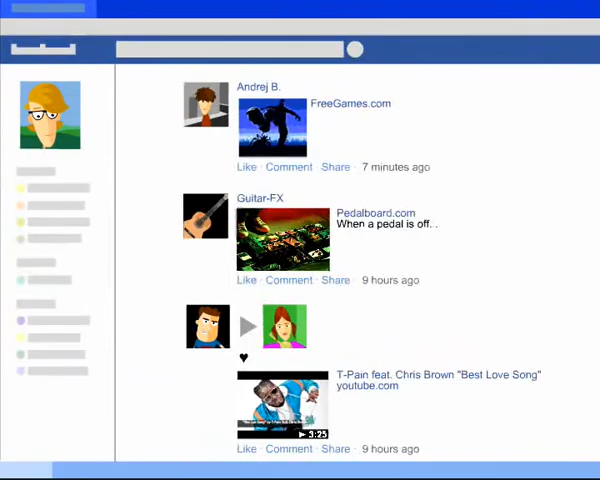 Andrej B.
FreeGames.com
Like · Comment · Share · 7 minutes ago
Guitar-FX
Pedalboard.com
When a pedal is off...
Like · Comment · Share · 9 hours ago
T-Pain feat. Chris Brown "Best Love Song"
youtube.com
3:25
Like · Comment · Share · 9 hours ago